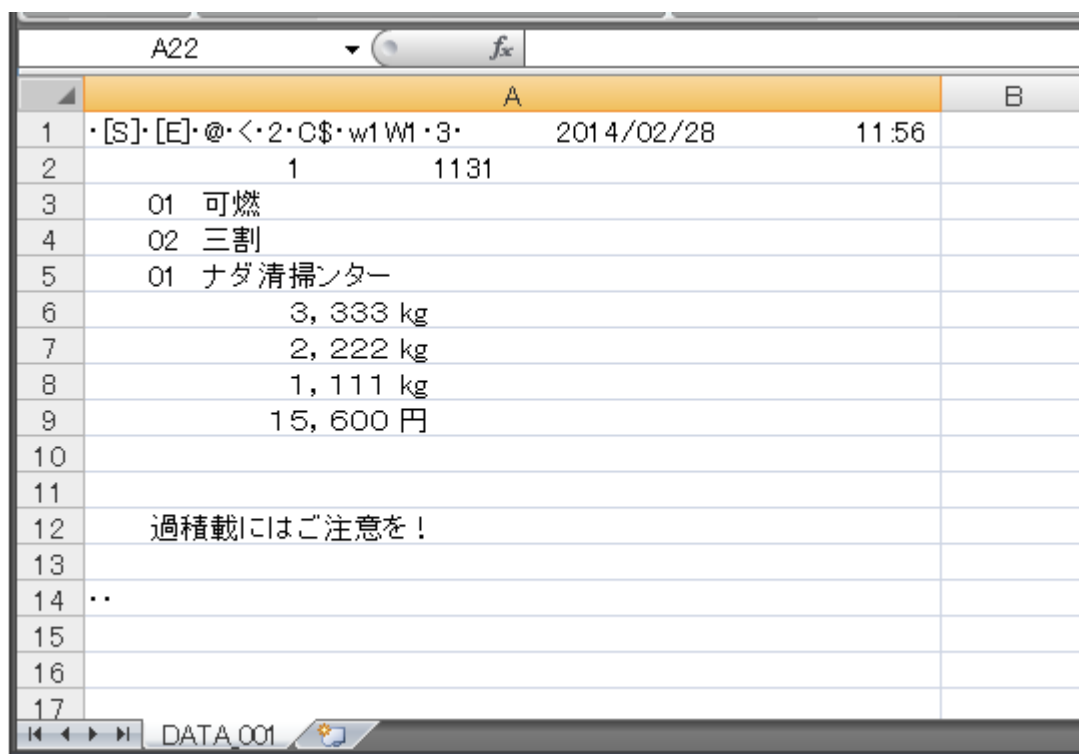 A22 fx
A B
1 ·[S]·[E]·@·<·2·C$·w1W1·3· 2014/02/28 11:56
2 1 1131
3 01 可燃
4 02 三割
5 01 ナダ清掃ンター
6 3，333 kg
7 2，222 kg
8 1，111 kg
9 15，600 円
10
11
12 過積載にはご注意を！
13
14 ··
15
16
17
DATA_001